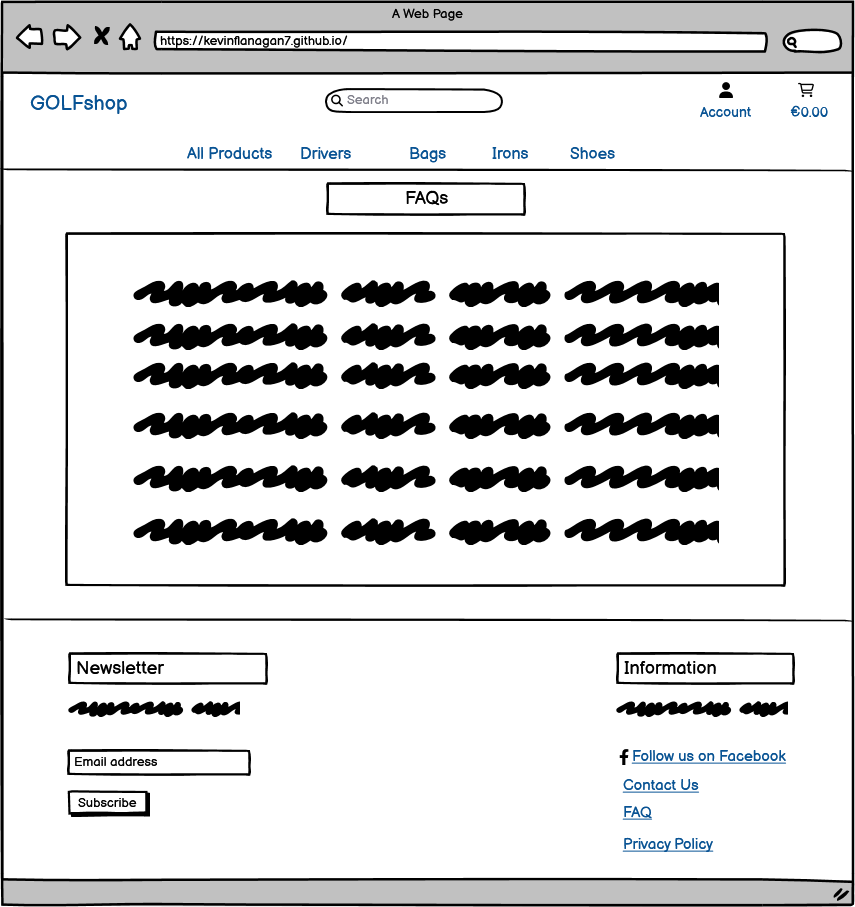 A Web Page
https://kevinflanagan7.github.io/
GOLFshop
Search
Account
€0.00
All Products Drivers Bags Irons Shoes
FAQs
Newsletter
Information
Email address
Subscribe
Follow us on Facebook
Contact Us
FAQ
Privacy Policy